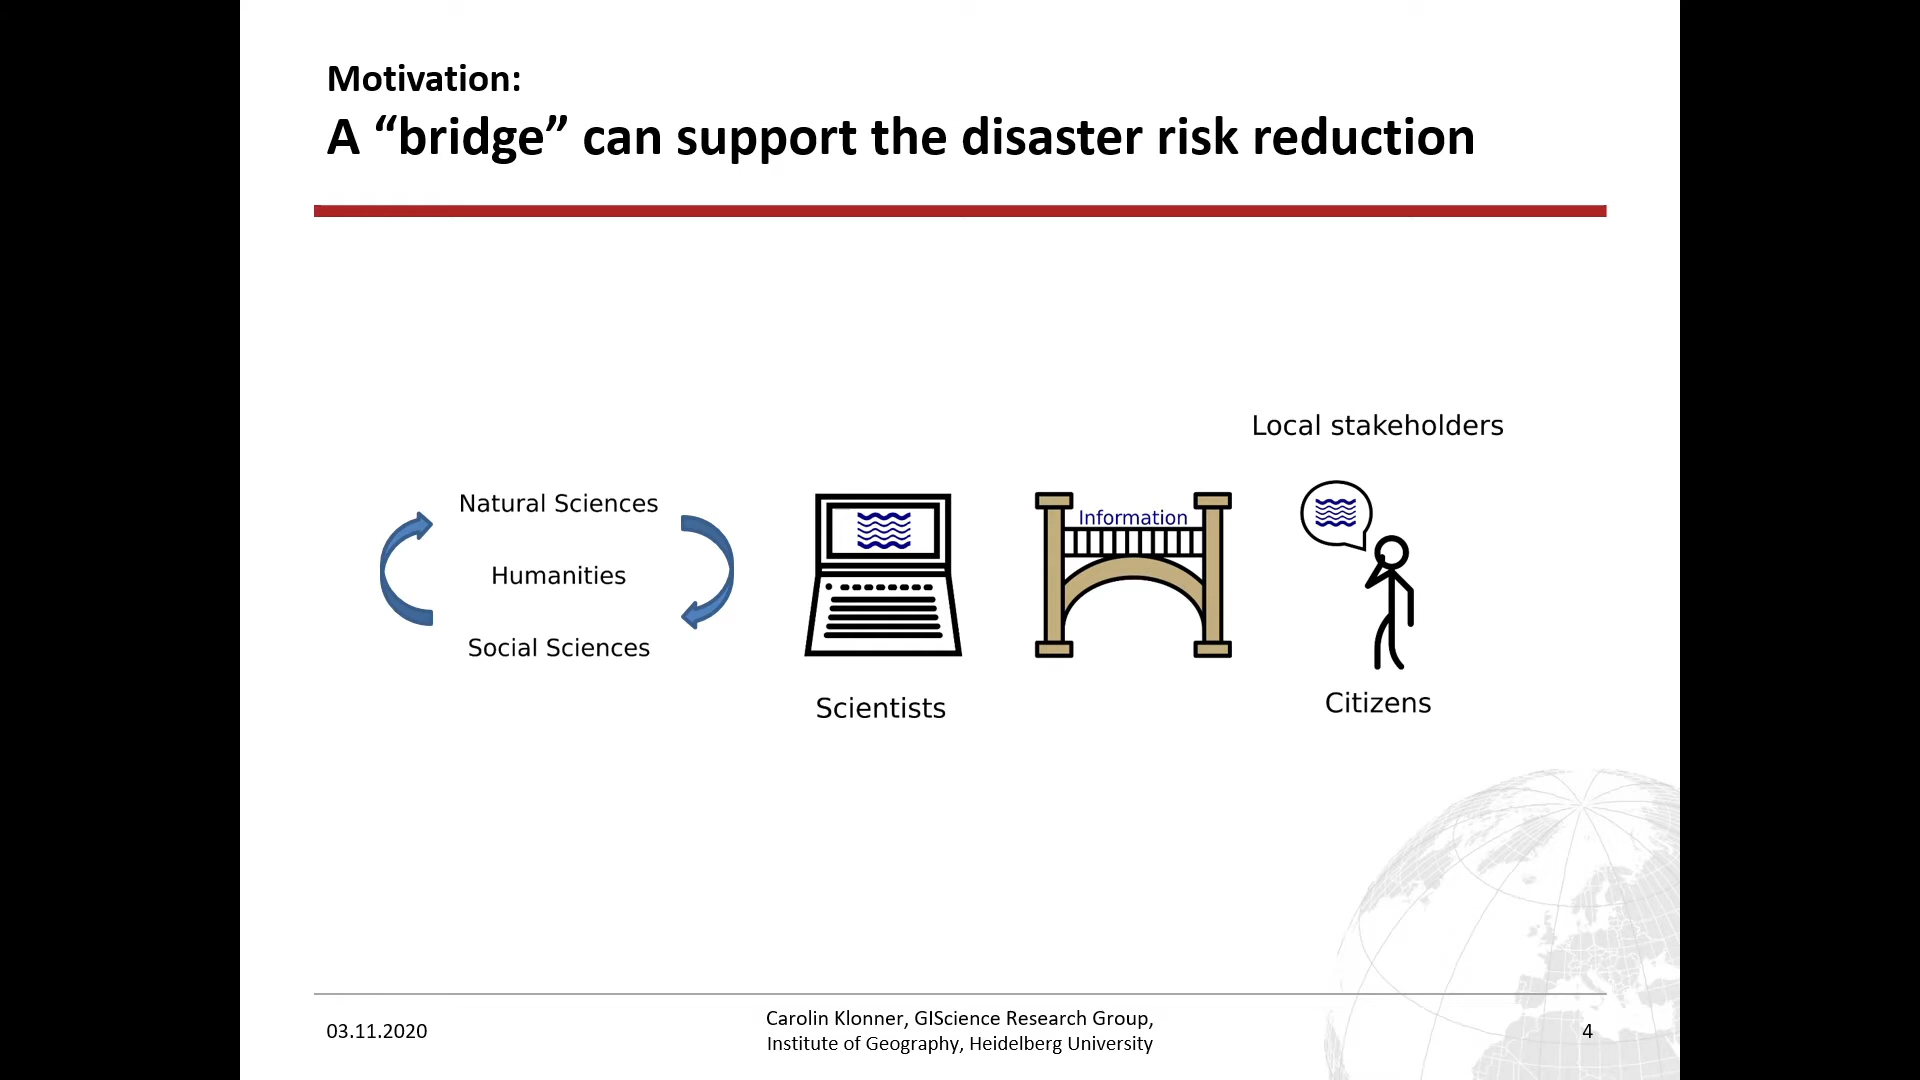 Motivation:
A “bridge” can support the disaster risk reduction
Local stakeholders
Natural Sciences
Humanities
Social Sciences
Information
Scientists
Citizens
03.11.2020
Carolin Klonner, GIScience Research Group,
Institute of Geography, Heidelberg University
4